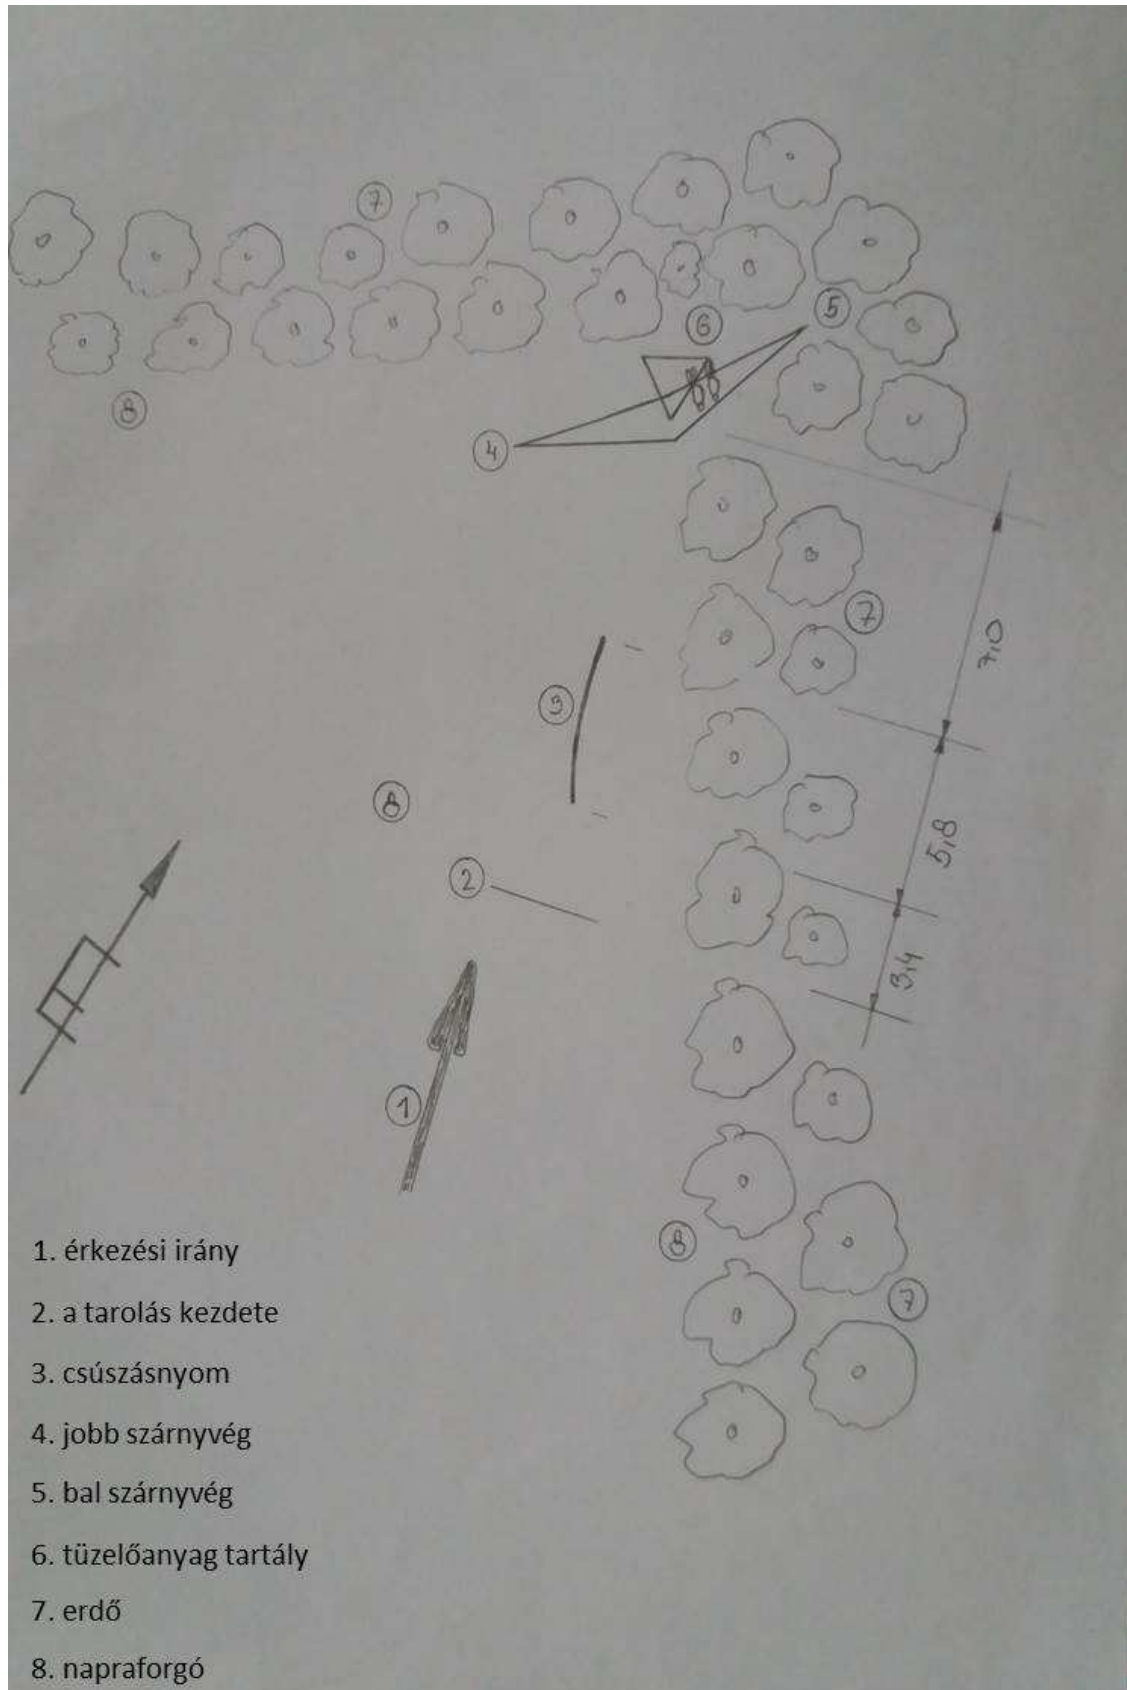 7
5
6
8
4
7
7,0
3
8
5,8
2
3,4
1
8
7
1. érkezési irány
2. a tarolás kezdete
3. csúszásnyom
4. jobb szárnyvég
5. bal szárnyvég
6. tüzelőanyag tartály
7. erdő
8. napraforgó